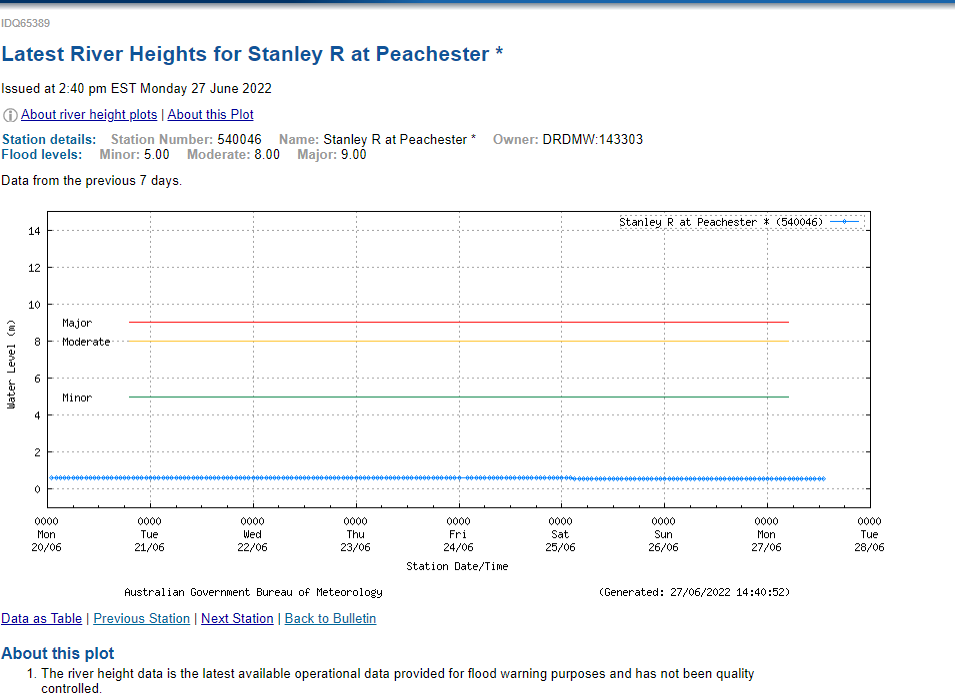 IDQ65389
Latest River Heights for Stanley R at Peachester *
Issued at 2:40 pm EST Monday 27 June 2022
About river height plots | About this Plot
Station details: Station Number: 540046 Name: Stanley R at Peachester * Owner: DRDMW:143303
Flood levels: Minor: 5.00 Moderate: 8.00 Major: 9.00
Data from the previous 7 days.
Stanley R at Peachester * (540046)
14
12
10
Major
8
Moderate
6
Minor
4
2
0
Water Level (m)
0000 0000 0000 0000 0000 0000 0000 0000 0000
Mon Tue Wed Thu Fri Sat Sun Mon Tue
20/06 21/06 22/06 23/06 24/06 25/06 26/06 27/06 28/06
Station Date/Time
Australian Government Bureau of Meteorology (Generated: 27/06/2022 14:40:52)
Data as Table | Previous Station | Next Station | Back to Bulletin
About this plot
1. The river height data is the latest available operational data provided for flood warning purposes and has not been quality
controlled.